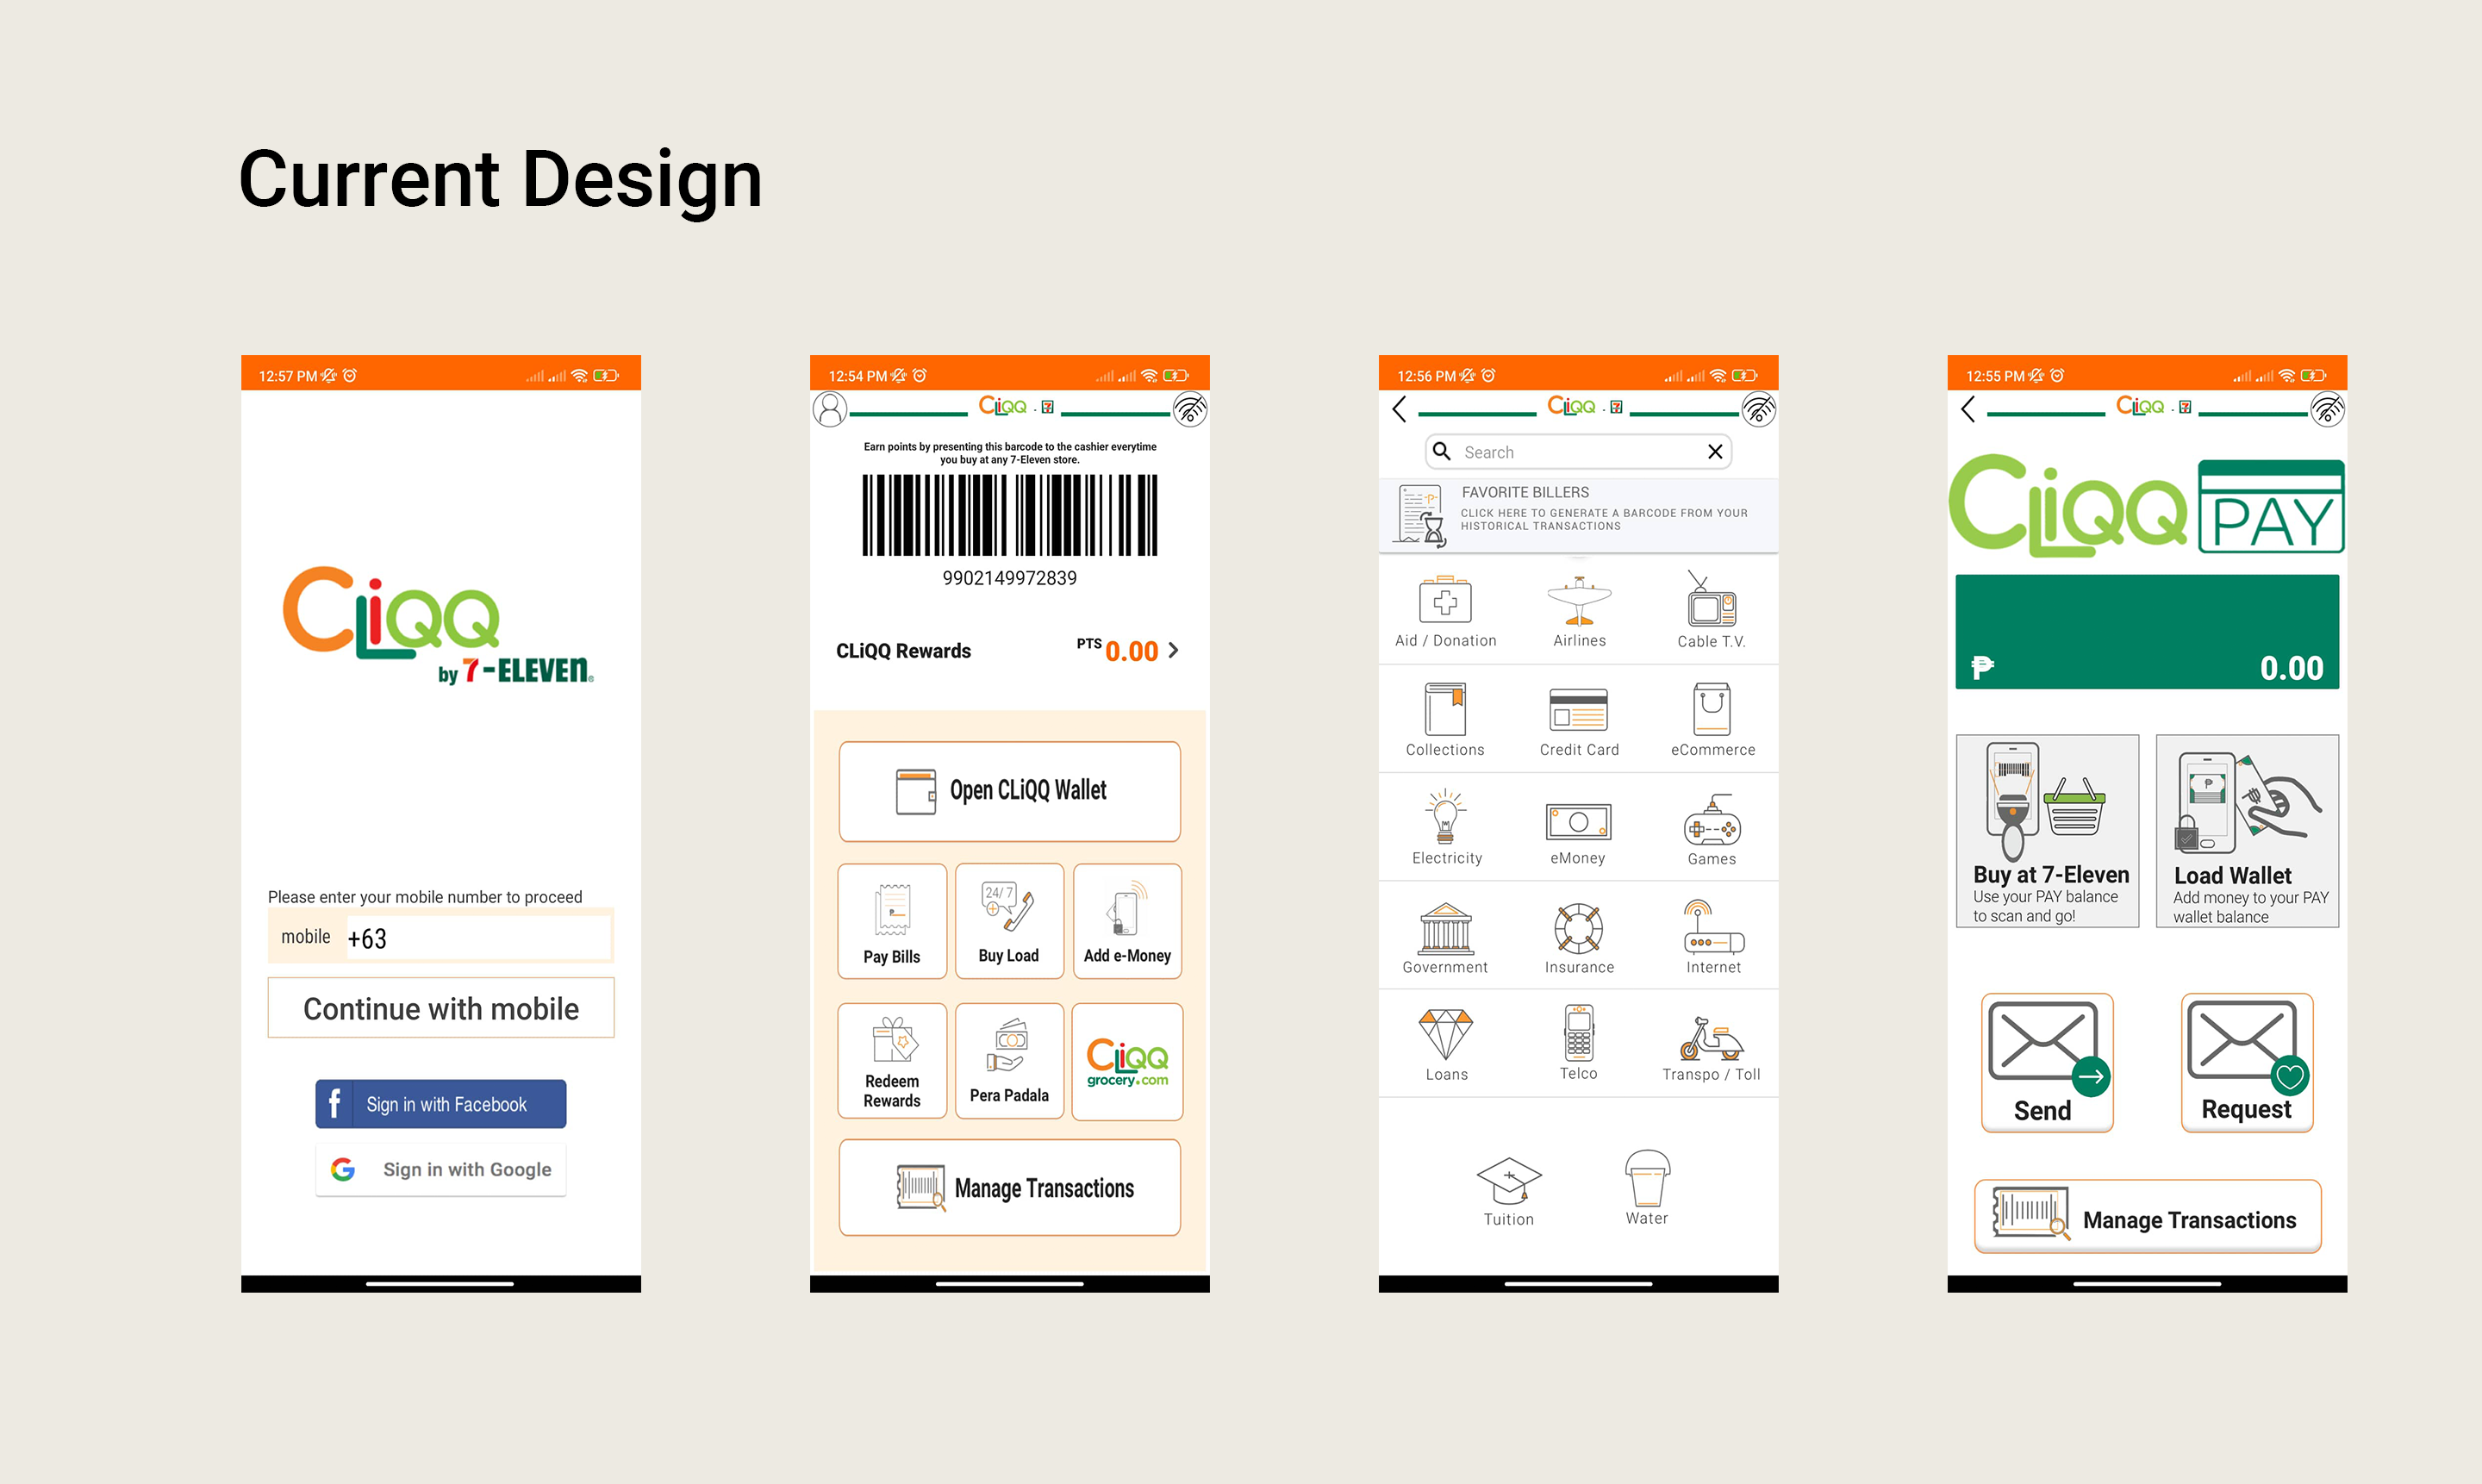 Current Design
12:57 PM
CLiQQ
by 7-ELEVEN®
Please enter your mobile number to proceed
mobile +63
Continue with mobile
f Sign in with Facebook
G Sign in with Google
12:54 PM
CLiQQ . 7
Earn points by presenting this barcode to the cashier everytime
you buy at any 7-Eleven store.
9902149972839
CLiQQ Rewards PTS 0.00
Open CLiQQ Wallet
24/7
Pay Bills Buy Load Add e-Money
Redeem
Rewards
Pera Padala
CLiQQ
grocery.com
Manage Transactions
12:56 PM
CLiQQ . 7
Search
FAVORITE BILLERS
CLICK HERE TO GENERATE A BARCODE FROM YOUR
HISTORICAL TRANSACTIONS
Aid / Donation Airlines Cable T.V.
Collections Credit Card eCommerce
Electricity eMoney Games
Government Insurance Internet
Loans Telco Transpo / Toll
Tuition Water
12:55 PM
CLiQQ . 7
CLiQQ PAY
₱ 0.00
Buy at 7-Eleven
Use your PAY balance
to scan and go!
Load Wallet
Add money to your PAY
wallet balance
Send Request
Manage Transactions